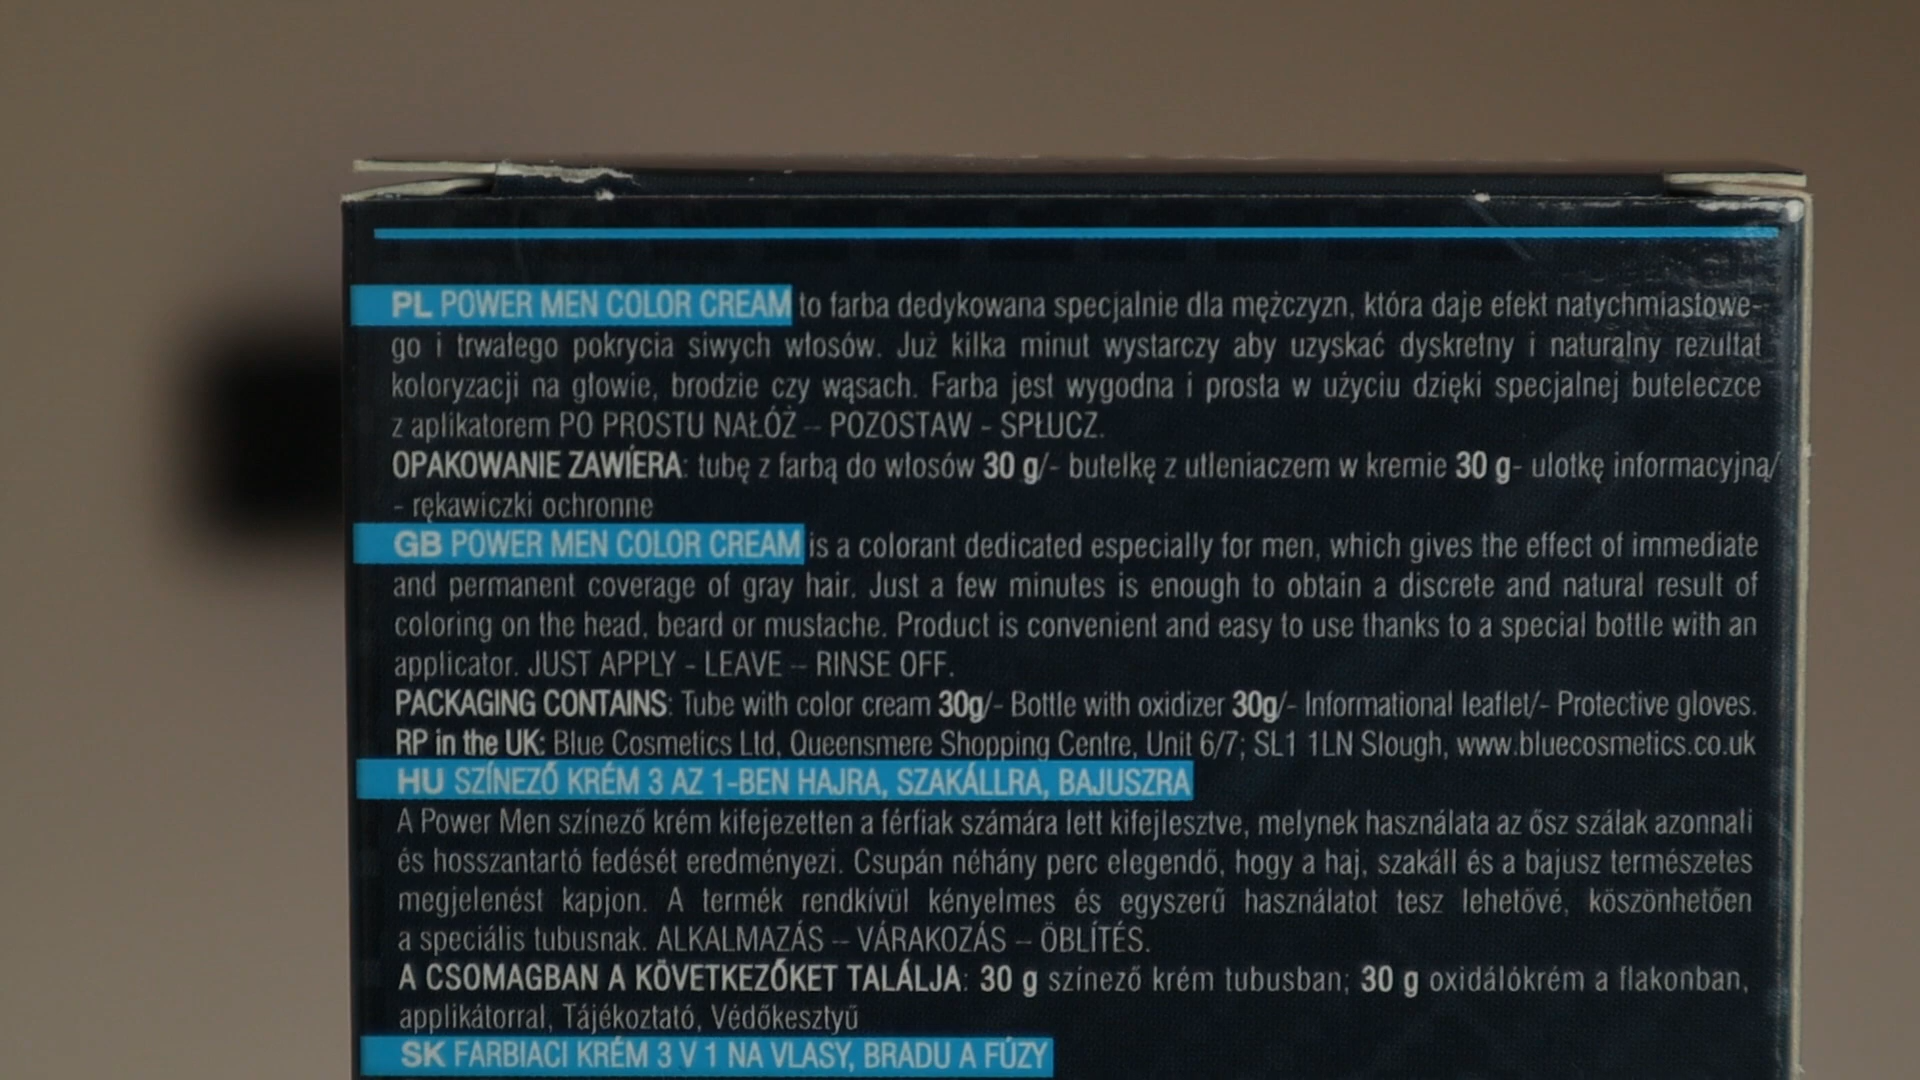 PL POWER MEN COLOR CREAM to farba dedykowana specjalnie dla mężczyzn, która daje efekt natychmiastowe-
go i trwałego pokrycia siwych włosów. Już kilka minut wystarczy aby uzyskać dyskretny i naturalny rezultat
koloryzacji na głowie, brodzie czy wąsach. Farba jest wygodna i prosta w użyciu dzięki specjalnej buteleczce
z aplikatorem PO PROSTU NAŁÓŻ – POZOSTAW - SPŁUCZ.
OPAKOWANIE ZAWIERA: tubę z farbą do włosów 30 g/- butelkę z utleniaczem w kremie 30 g- ulotkę informacyjną/
- rękawiczki ochronne
GB POWER MEN COLOR CREAM is a colorant dedicated especially for men, which gives the effect of immediate
and permanent coverage of gray hair. Just a few minutes is enough to obtain a discrete and natural result of
coloring on the head, beard or mustache. Product is convenient and easy to use thanks to a special bottle with an
applicator. JUST APPLY - LEAVE – RINSE OFF.
PACKAGING CONTAINS: Tube with color cream 30g/- Bottle with oxidizer 30g/- Informational leaflet/- Protective gloves.
RP in the UK: Blue Cosmetics Ltd, Queensmere Shopping Centre, Unit 6/7; SL1 1LN Slough, www.bluecosmetics.co.uk
HU SZÍNEZŐ KRÉM 3 AZ 1-BEN HAJRA, SZAKÁLLRA, BAJUSZRA
A Power Men színező krém kifejezetten a férfiak számára lett kifejlesztve, melynek használata az ősz szálak azonnali
és hosszantartó fedését eredményezi. Csupán néhány perc elegendő, hogy a haj, szakáll és a bajusz természetes
megjelenést kapjon. A termék rendkívül kényelmes és egyszerű használatot tesz lehetővé, köszönhetően
a speciális tubusnak. ALKALMAZÁS – VÁRAKOZÁS – ÖBLÍTÉS.
A CSOMAGBAN A KÖVETKEZŐKET TALÁLJA: 30 g színező krém tubusban; 30 g oxidálókrém a flakonban,
applikátorral, Tájékoztató, Védőkesztyű
SK FARBIACI KRÉM 3 V 1 NA VLASY, BRADU A FÚZY